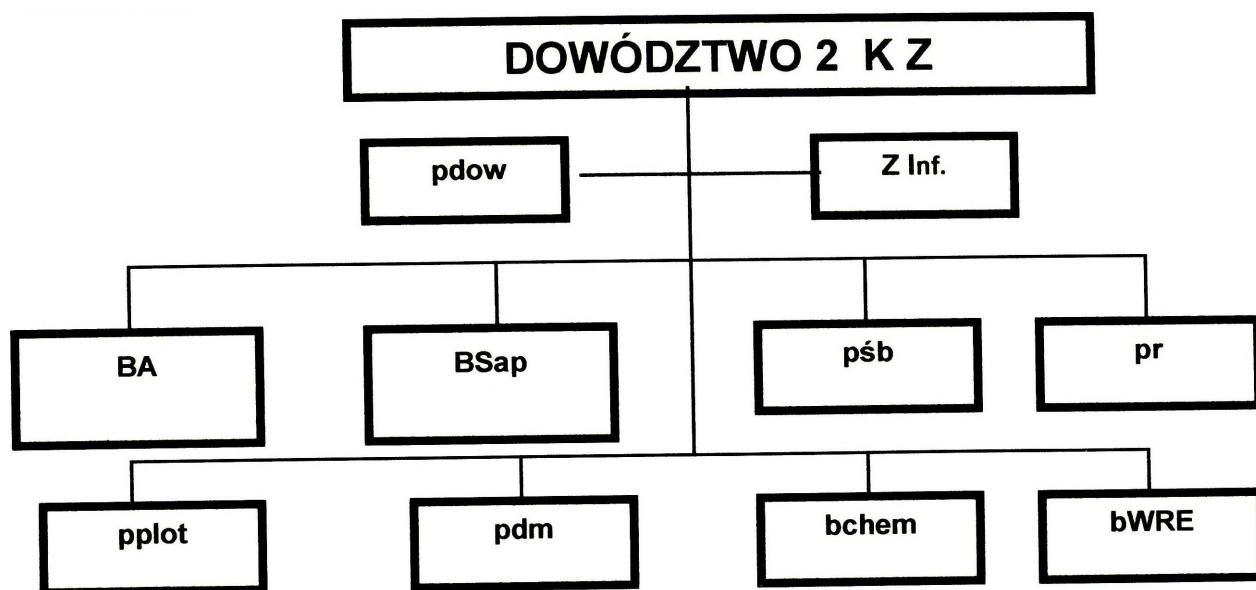 DOWÓDZTWO 2 K Z
pdow
Z Inf.
BA
BSap
pśb
pr
pplot
pdm
bchem
bWRE